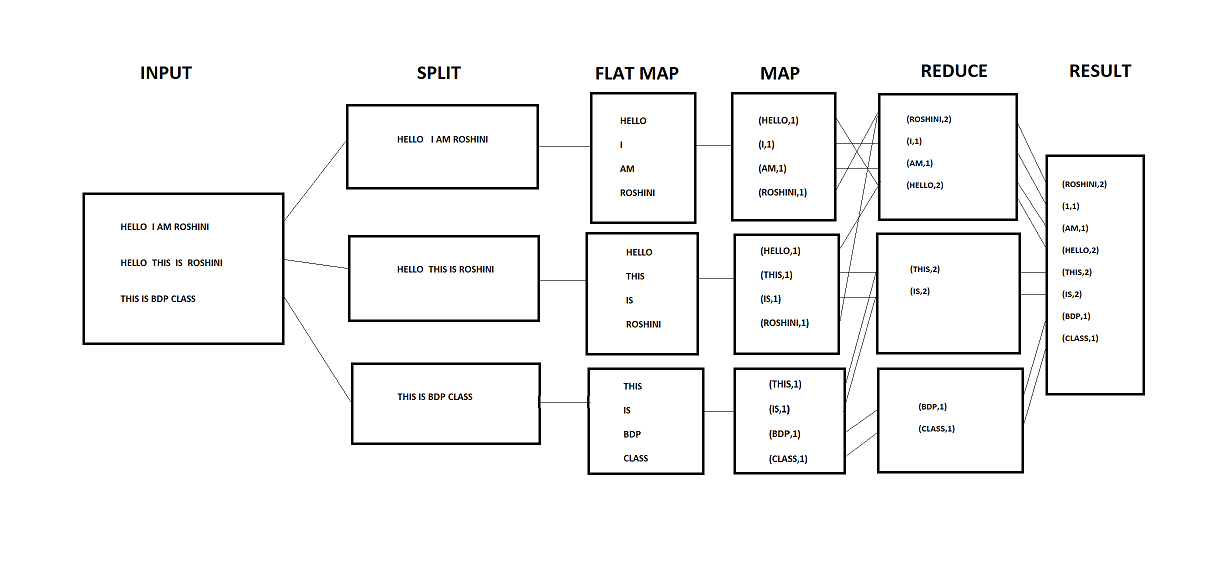 INPUT
SPLIT
FLAT MAP
MAP
REDUCE
RESULT
HELLO I AM ROSHINI
HELLO THIS IS ROSHINI
THIS IS BDP CLASS
HELLO I AM ROSHINI
HELLO THIS IS ROSHINI
THIS IS BDP CLASS
HELLO
I
AM
ROSHINI
HELLO
THIS
IS
ROSHINI
THIS
IS
BDP
CLASS
(HELLO,1)
(I,1)
(AM,1)
(ROSHINI,1)
(HELLO,1)
(THIS,1)
(IS,1)
(ROSHINI,1)
(THIS,1)
(IS,1)
(BDP,1)
(CLASS,1)
(ROSHINI,2)
(I,1)
(AM,1)
(HELLO,2)
(THIS,2)
(IS,2)
(BDP,1)
(CLASS,1)
(ROSHINI,2)
(1,1)
(AM,1)
(HELLO,2)
(THIS,2)
(IS,2)
(BDP,1)
(CLASS,1)